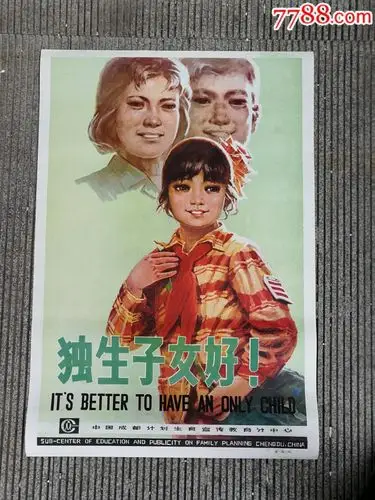 7788.com
独生子女好!
IT'S BETTER TO HAVE AN ONLY CHILD
中国成都计划生育宣传教育分中心
SUB-CENTER OF EDUCATION AND PUBLICITY ON FAMILY PLANNING CHENGDU.CHINA